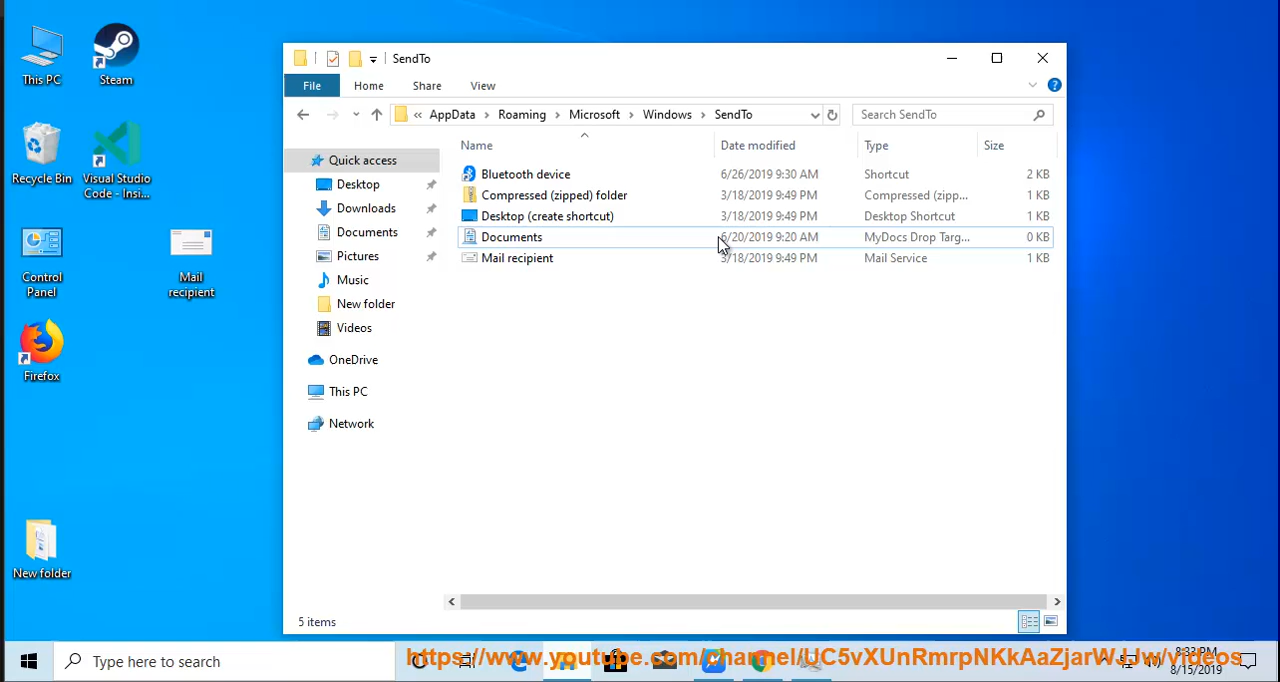 This PC
Steam
Recycle Bin
Visual Studio
Code - Insi...
Control
Panel
Mail
recipient
Firefox
New folder
SendTo
File
Home
Share
View
« AppData > Roaming > Microsoft > Windows > SendTo
Search SendTo
Quick access
Desktop
Downloads
Documents
Pictures
Music
New folder
Videos
OneDrive
This PC
Network
Name Date modified Type Size
Bluetooth device 6/26/2019 9:30 AM Shortcut 2 KB
Compressed (zipped) folder 3/18/2019 9:49 PM Compressed (zipp... 1 KB
Desktop (create shortcut) 3/18/2019 9:49 PM Desktop Shortcut 1 KB
Documents 6/20/2019 9:20 AM MyDocs Drop Targ... 0 KB
Mail recipient 3/18/2019 9:49 PM Mail Service 1 KB
5 items
Type here to search
https://www.youtube.com/channel/UC5vXUnRmrpNKkAaZjarWJJw/videos
8:33 PM
8/15/2019